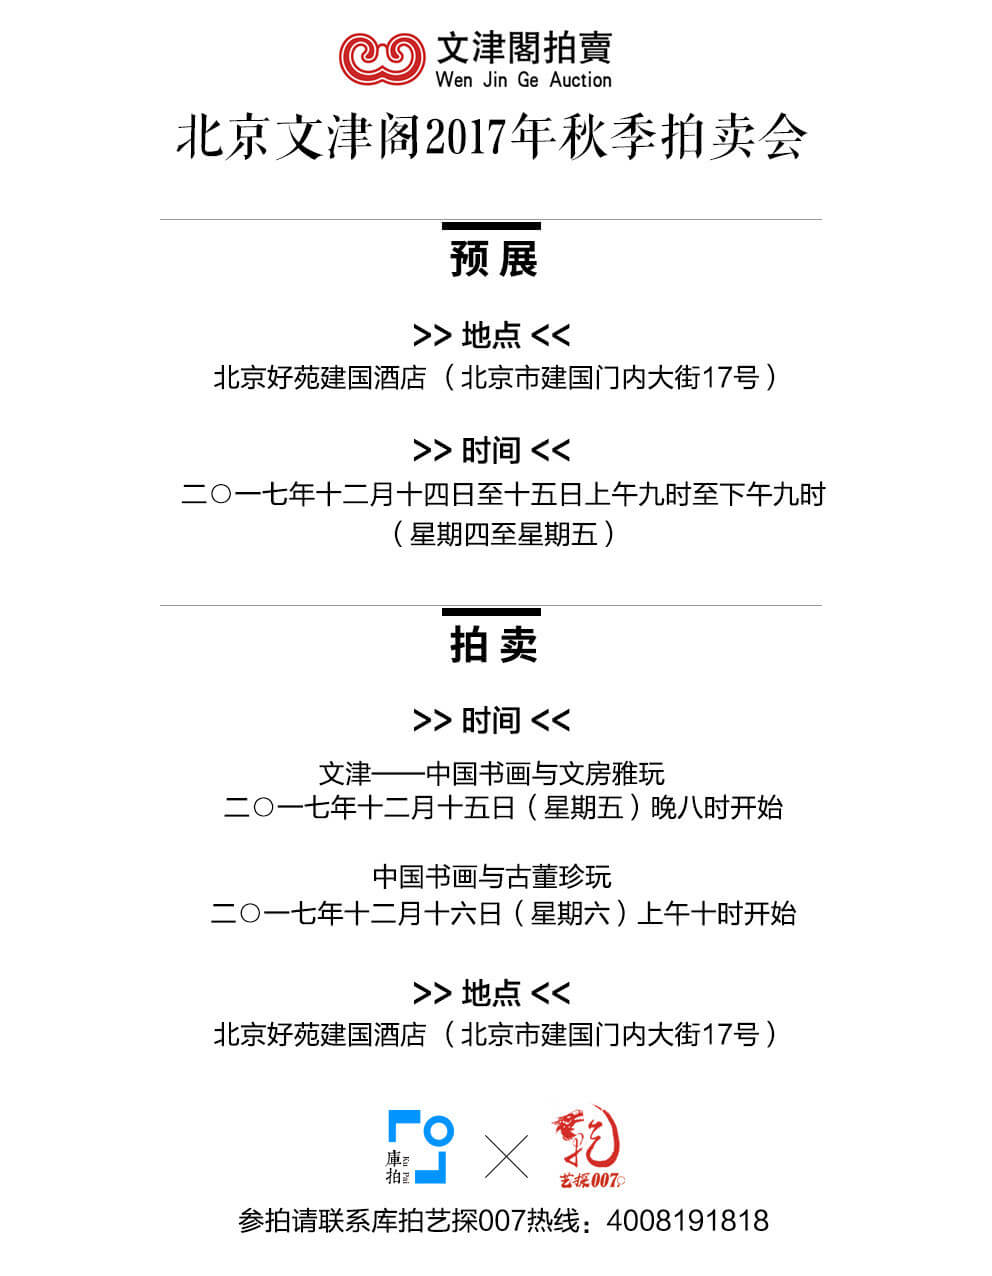 文津閣拍賣
Wen Jin Ge Auction
北京文津阁2017年秋季拍卖会
预展
>> 地点 <<
北京好苑建国酒店（北京市建国门内大街17号）
>> 时间 <<
二〇一七年十二月十四日至十五日上午九时至下午九时
（星期四至星期五）
拍卖
>> 时间 <<
文津——中国书画与文房雅玩
二〇一七年十二月十五日（星期五）晚八时开始
中国书画与古董珍玩
二〇一七年十二月十六日（星期六）上午十时开始
>> 地点 <<
北京好苑建国酒店（北京市建国门内大街17号）
庫拍
Ku Pai
艺探007
参拍请联系库拍艺探007热线：4008191818